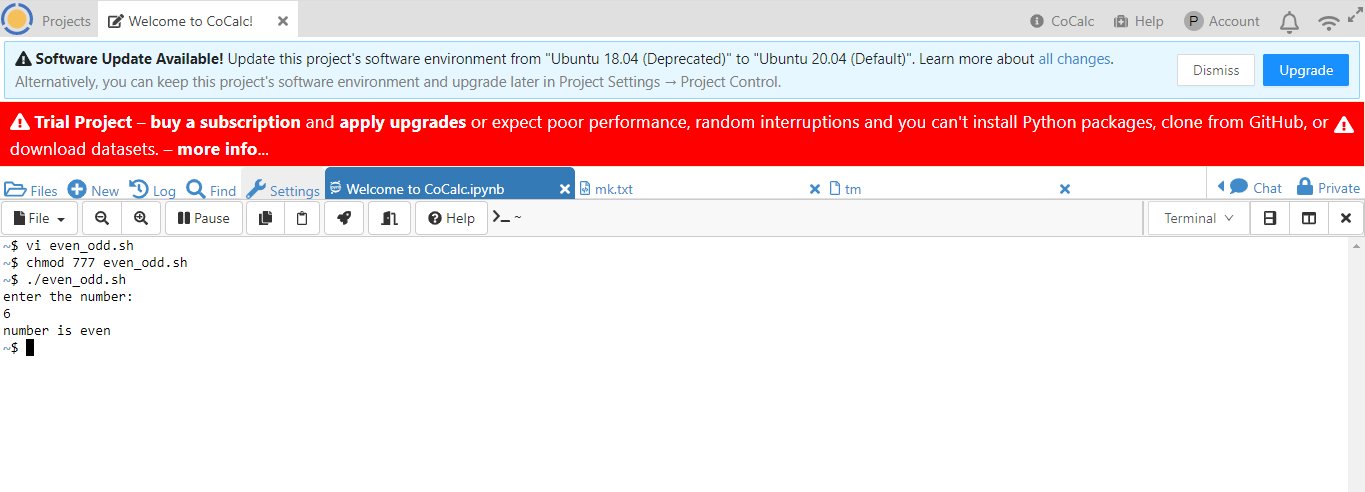 Projects Welcome to CoCalc! CoCalc Help P Account
Software Update Available! Update this project's software environment from "Ubuntu 18.04 (Deprecated)" to "Ubuntu 20.04 (Default)". Learn more about all changes.
Alternatively, you can keep this project's software environment and upgrade later in Project Settings → Project Control.
Dismiss Upgrade
Trial Project – buy a subscription and apply upgrades or expect poor performance, random interruptions and you can't install Python packages, clone from GitHub, or
download datasets. – more info...
Files New Log Find Settings Welcome to CoCalc.ipynb mk.txt tm Chat Private
File Pause Help >_ ~ Terminal
~$ vi even_odd.sh
~$ chmod 777 even_odd.sh
~$ ./even_odd.sh
enter the number:
6
number is even
~$